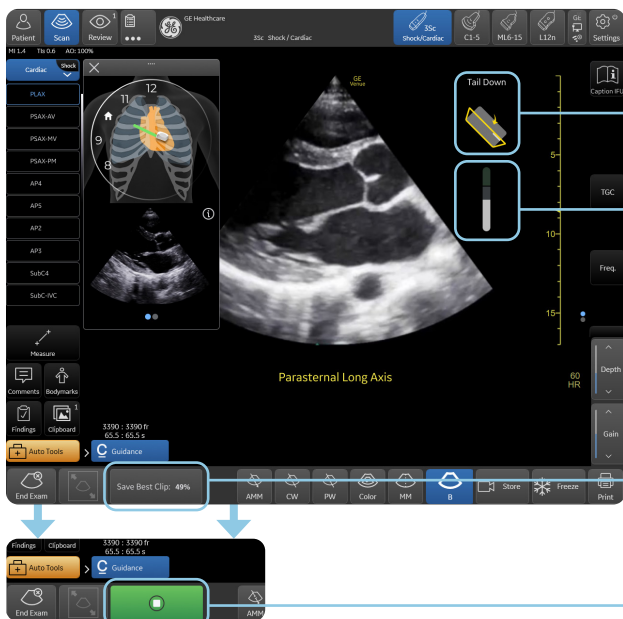 Patient
Scan
Review
1
GE Healthcare
3Sc Shock / Cardiac
3Sc
Shock/Cardiac
C1-5
ML6-15
L12n
GE
Settings
MI 1.4 TIs 0.6 AO: 100%
Cardiac
Shock
PLAX
PSAX-AV
PSAX-MV
PSAX-PM
AP4
AP5
AP2
AP3
SubC4
SubC-IVC
12
11
9
8
GE
Venue
Tail Down
5
10
15
Caption IFU
TGC
Freq.
Depth
Gain
Measure
Comments
Bodymarks
Findings
Clipboard
1
Parasternal Long Axis
60
HR
3390 : 3390 fr
65.5 : 65.5 s
Auto Tools
C Guidance
End Exam
Save Best Clip: 49%
AMM
CW
PW
Color
MM
B
Store
Freeze
Print
Findings
Clipboard
3390 : 3390 fr
65.5 : 65.5 s
Auto Tools
C Guidance
End Exam
AMM